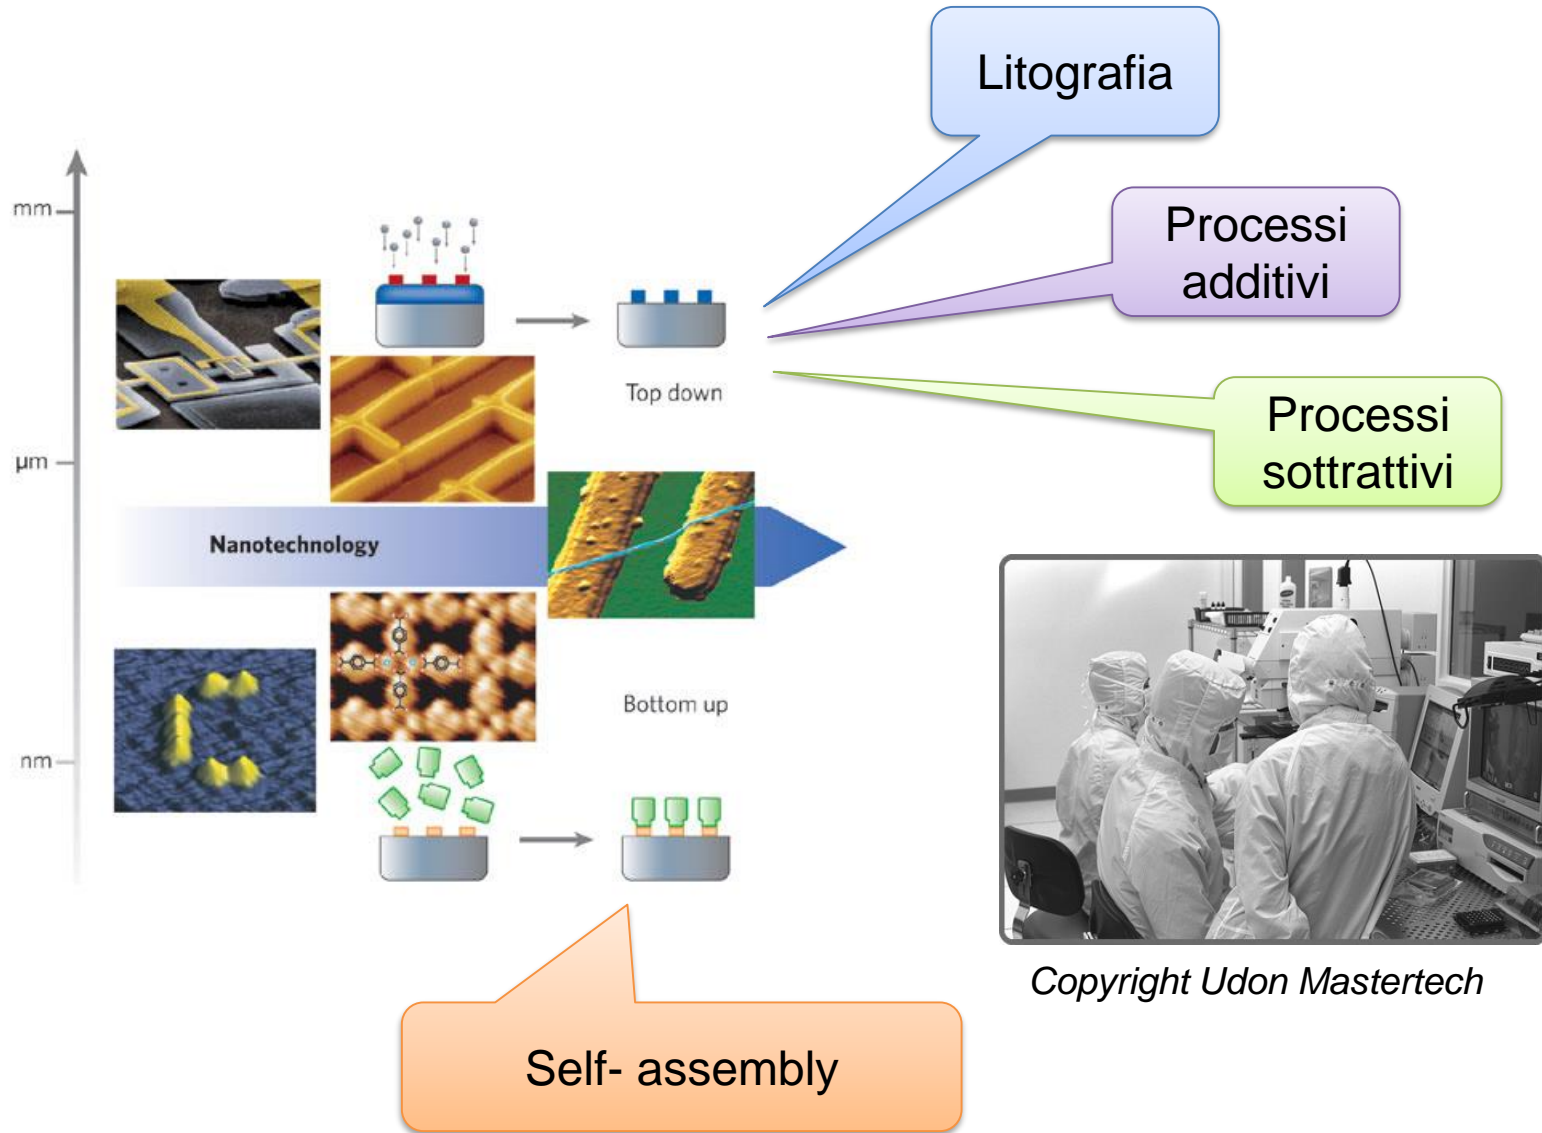 Litografia
Processi
additivi
mm
Top down
Processi
sottrattivi
µm
Nanotechnology
Bottom up
nm
Copyright Udon Mastertech
Self- assembly